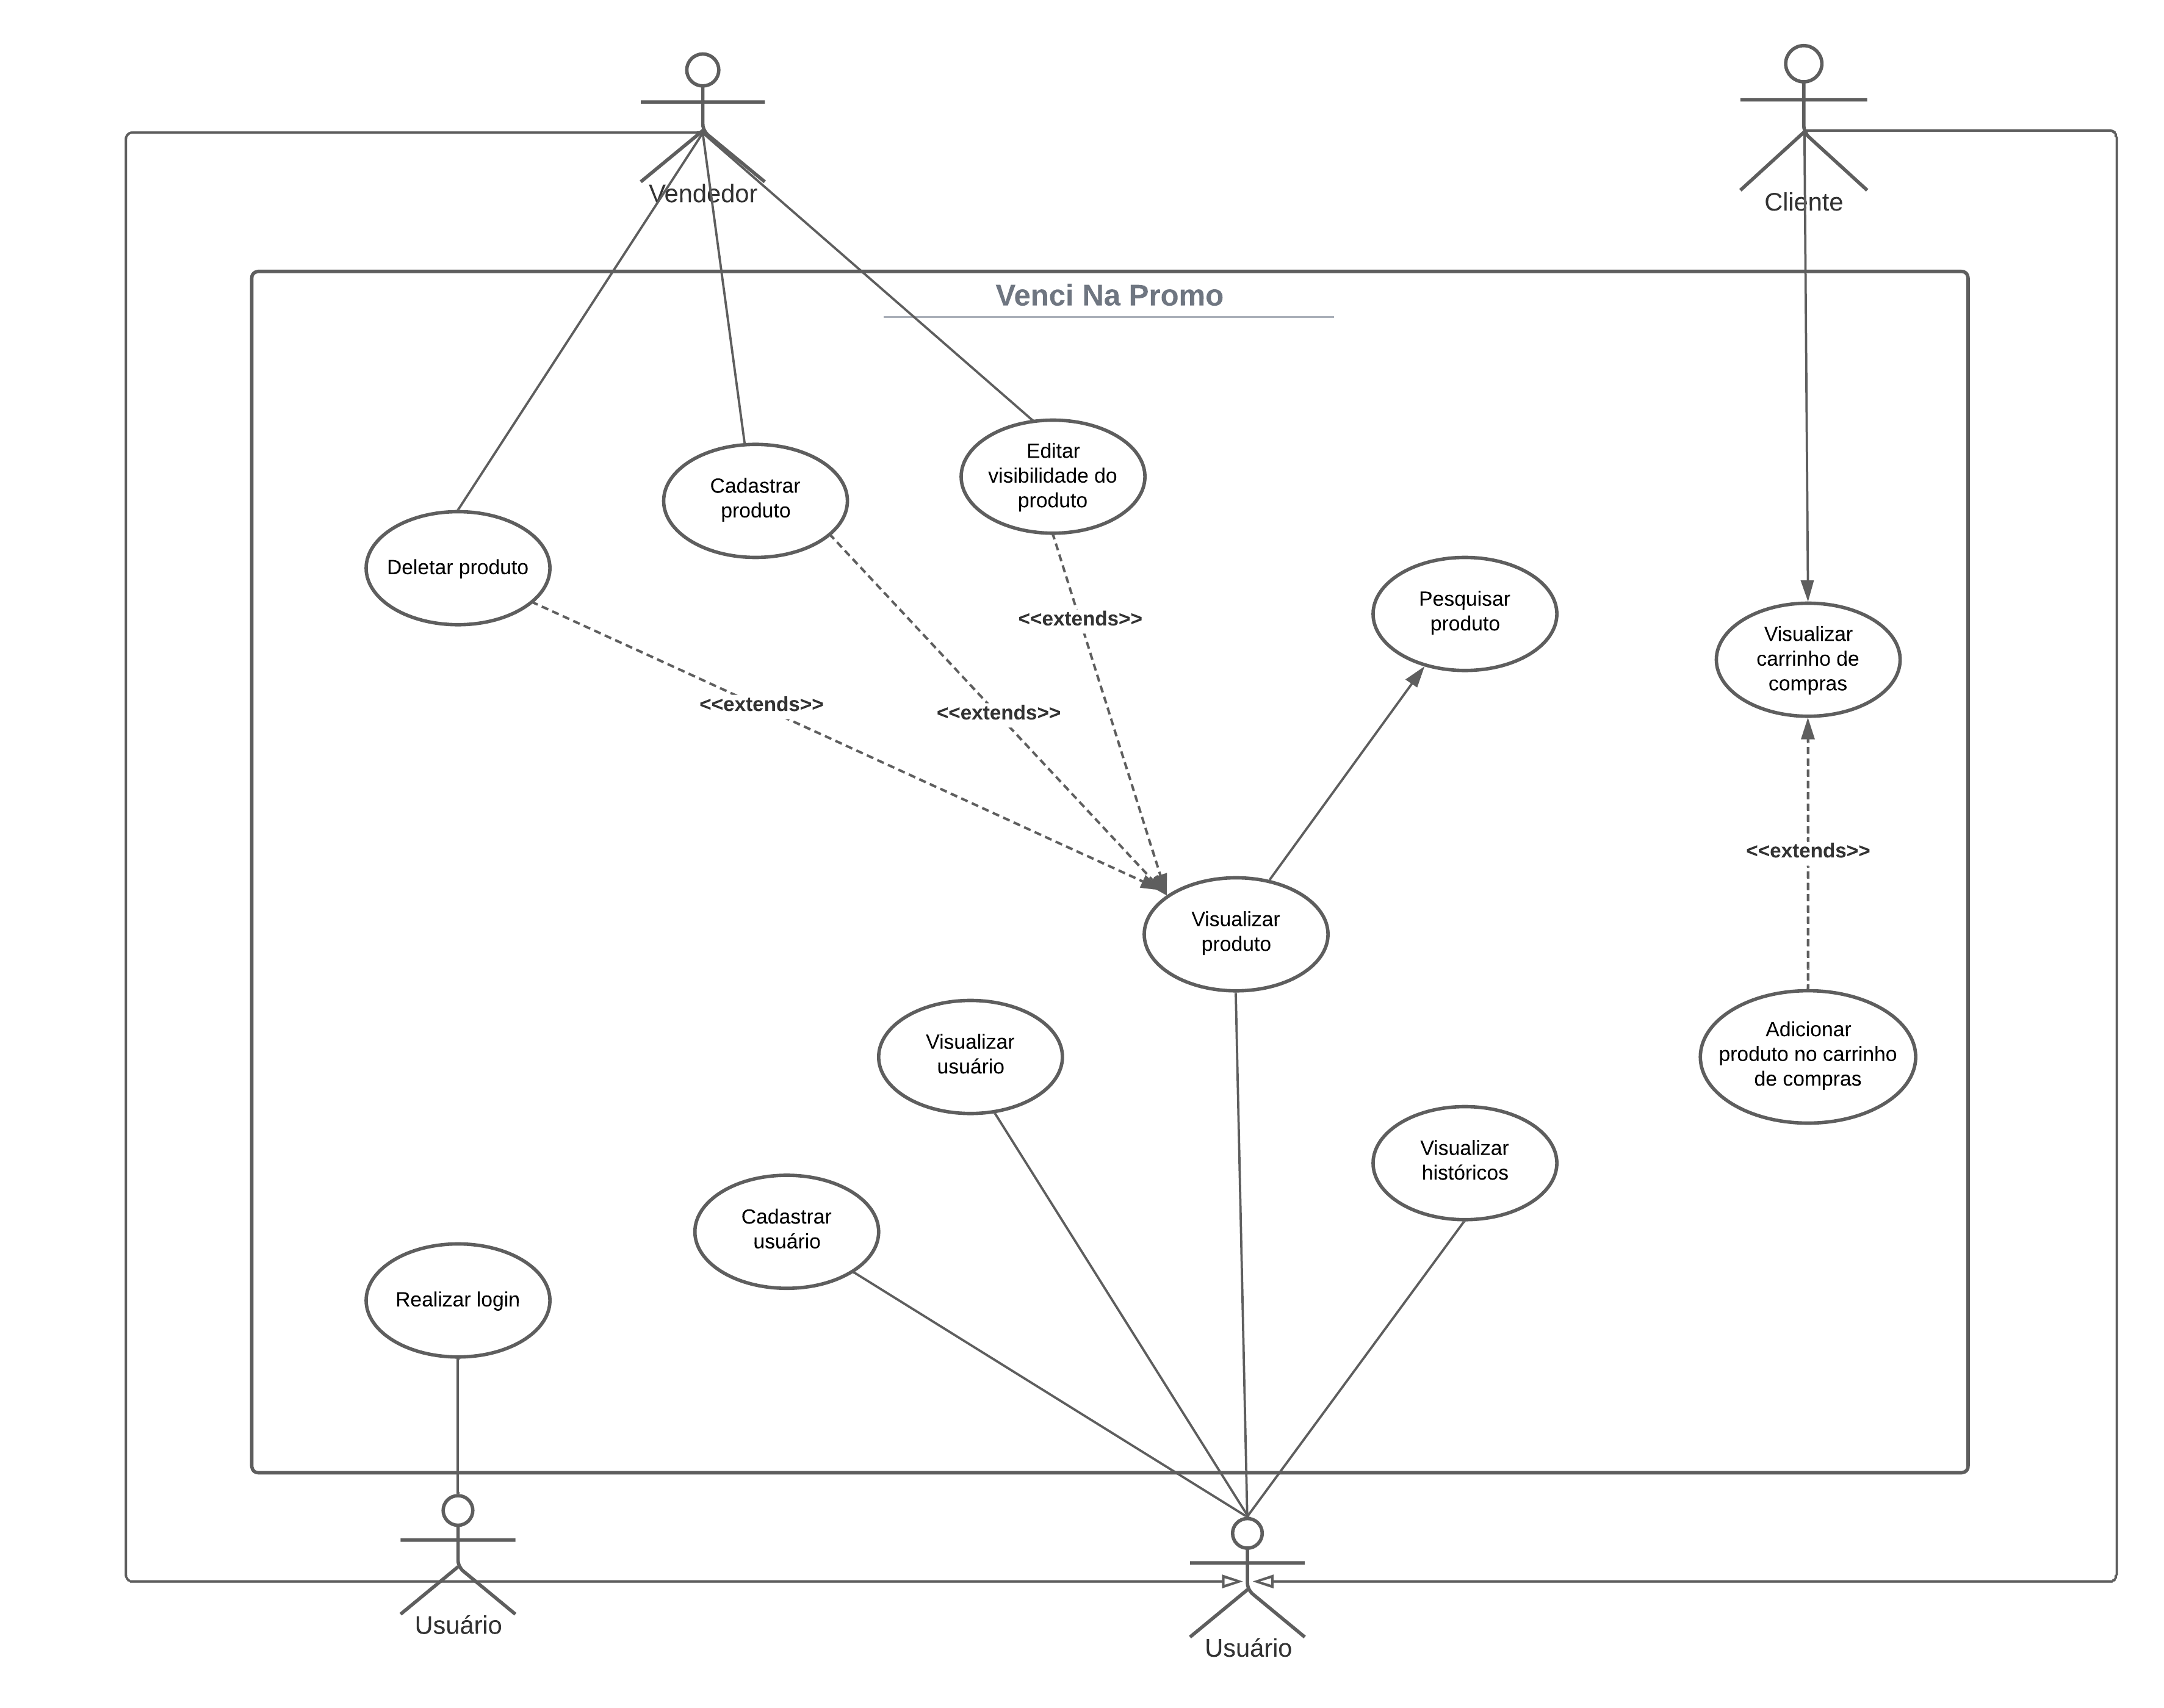 Vendedor
Cliente
Venci Na Promo
Editar
visibilidade do
produto
Cadastrar
produto
Deletar produto
<<extends>>
Pesquisar
produto
Visualizar
carrinho de
compras
<<extends>>
<<extends>>
<<extends>>
Visualizar
produto
Visualizar
usuário
Adicionar
produto no carrinho
de compras
Visualizar
históricos
Cadastrar
usuário
Realizar login
Usuário
Usuário